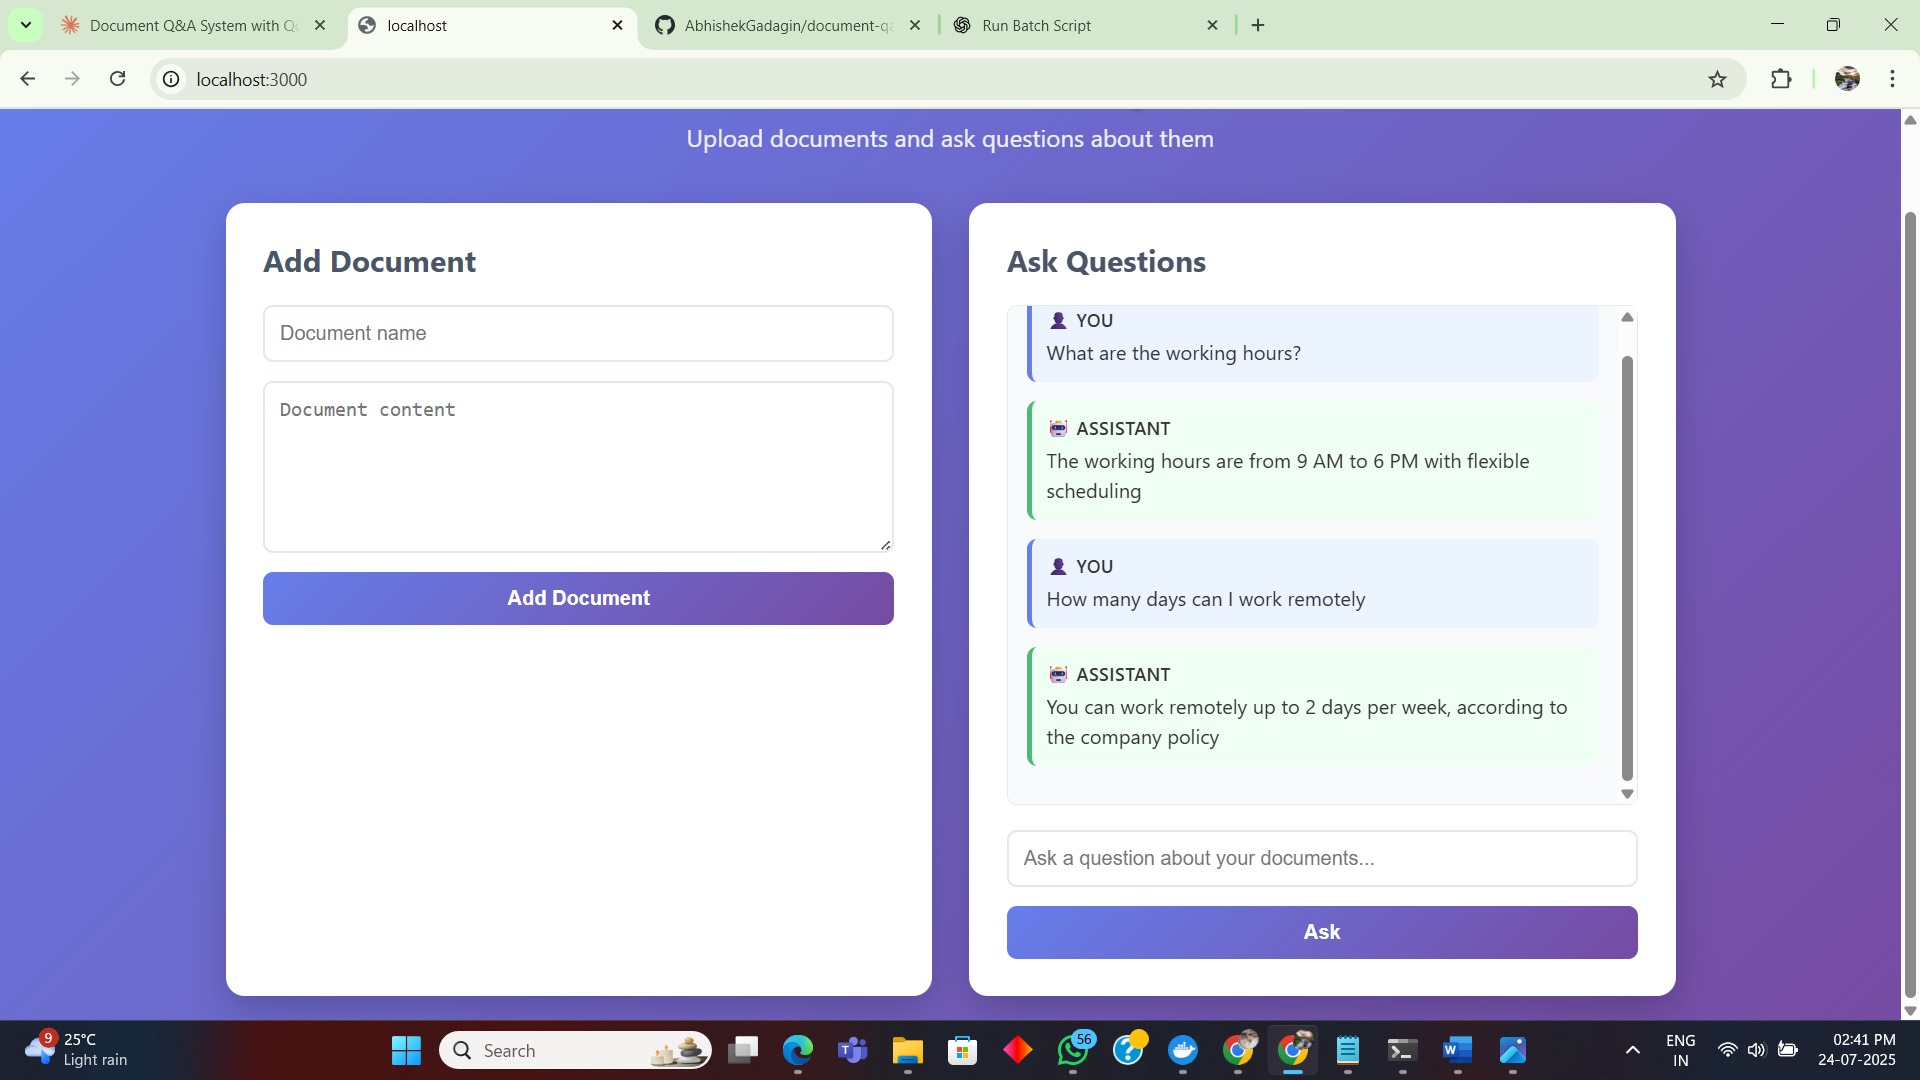 Document Q&A System with Q
localhost
AbhishekGadagin/document-qa
Run Batch Script
localhost:3000
Upload documents and ask questions about them
Add Document
Document name
Document content
Add Document
Ask Questions
YOU
What are the working hours?
ASSISTANT
The working hours are from 9 AM to 6 PM with flexible
scheduling
YOU
How many days can I work remotely
ASSISTANT
You can work remotely up to 2 days per week, according to
the company policy
Ask a question about your documents...
Ask
9
25°C
Light rain
Search
56
ENG
IN
02:41 PM
24-07-2025